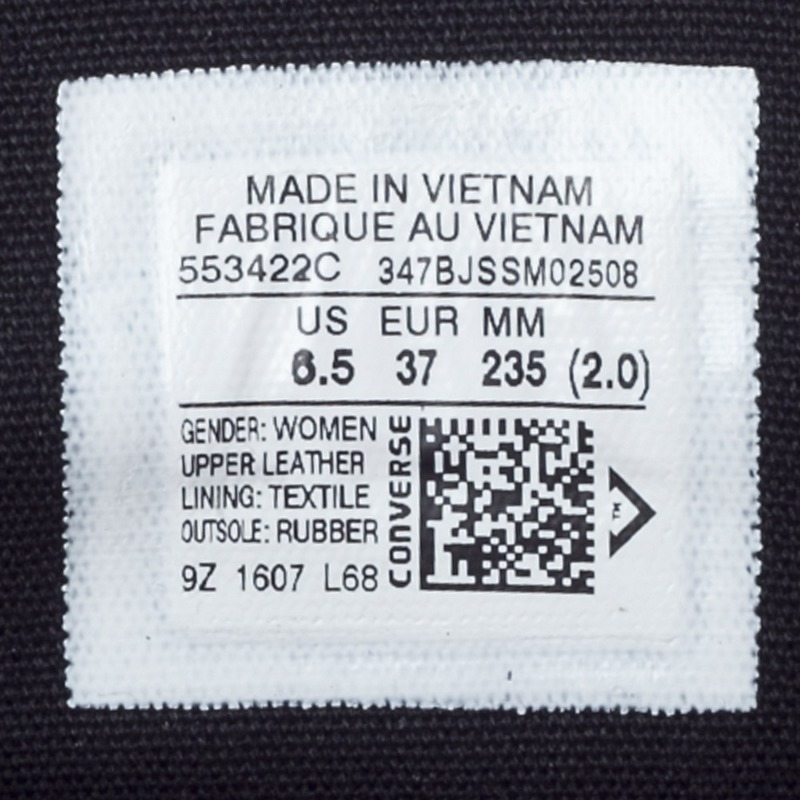 MADE IN VIETNAM
FABRIQUE AU VIETNAM
553422C 347BJSSM02508
US EUR MM
6.5 37 235 (2.0)
GENDER: WOMEN
UPPER: LEATHER
LINING: TEXTILE
OUTSOLE: RUBBER
9Z 1607 L68
CONVERSE